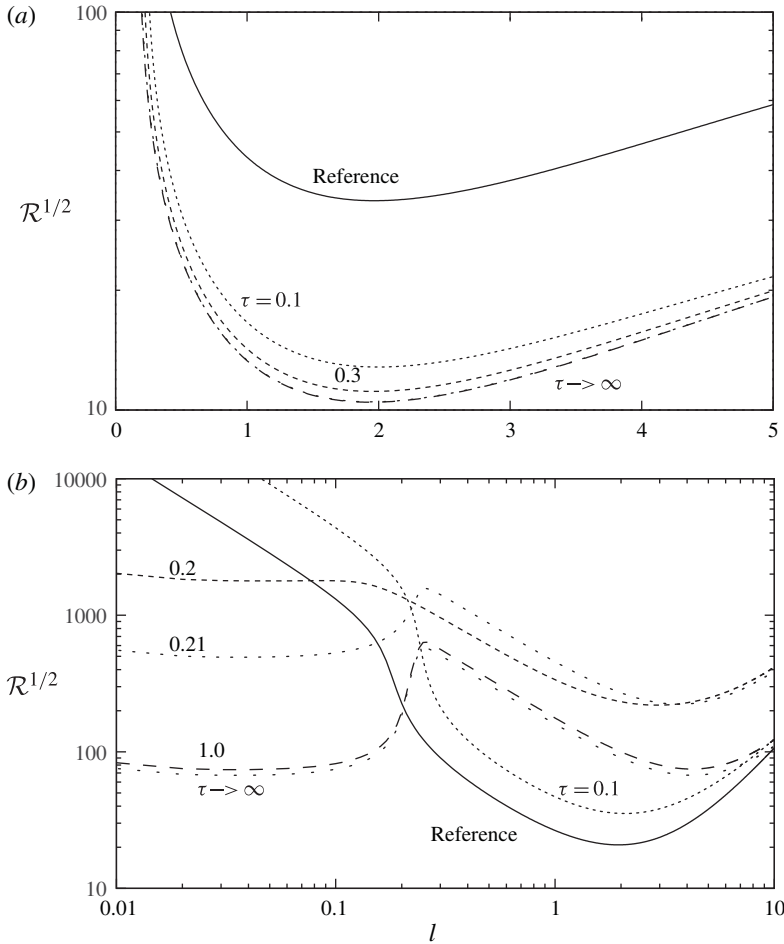 (a)
100
Reference
ℛ^{1/2}
τ = 0.1
0.3
τ −> ∞
10
0 1 2 3 4 5
(b)
10000
0.2
1000
0.21
ℛ^{1/2}
1.0
100
τ −> ∞
τ = 0.1
Reference
10
0.01 0.1 1 10
l